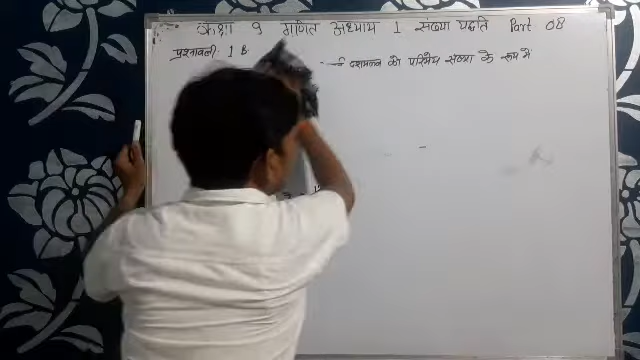 कक्षा 9 गणित अध्याय 1 संख्या पद्धति Part 08
प्रश्नावली: 1 B
दशमलव को परिमेय संख्या के रूप में